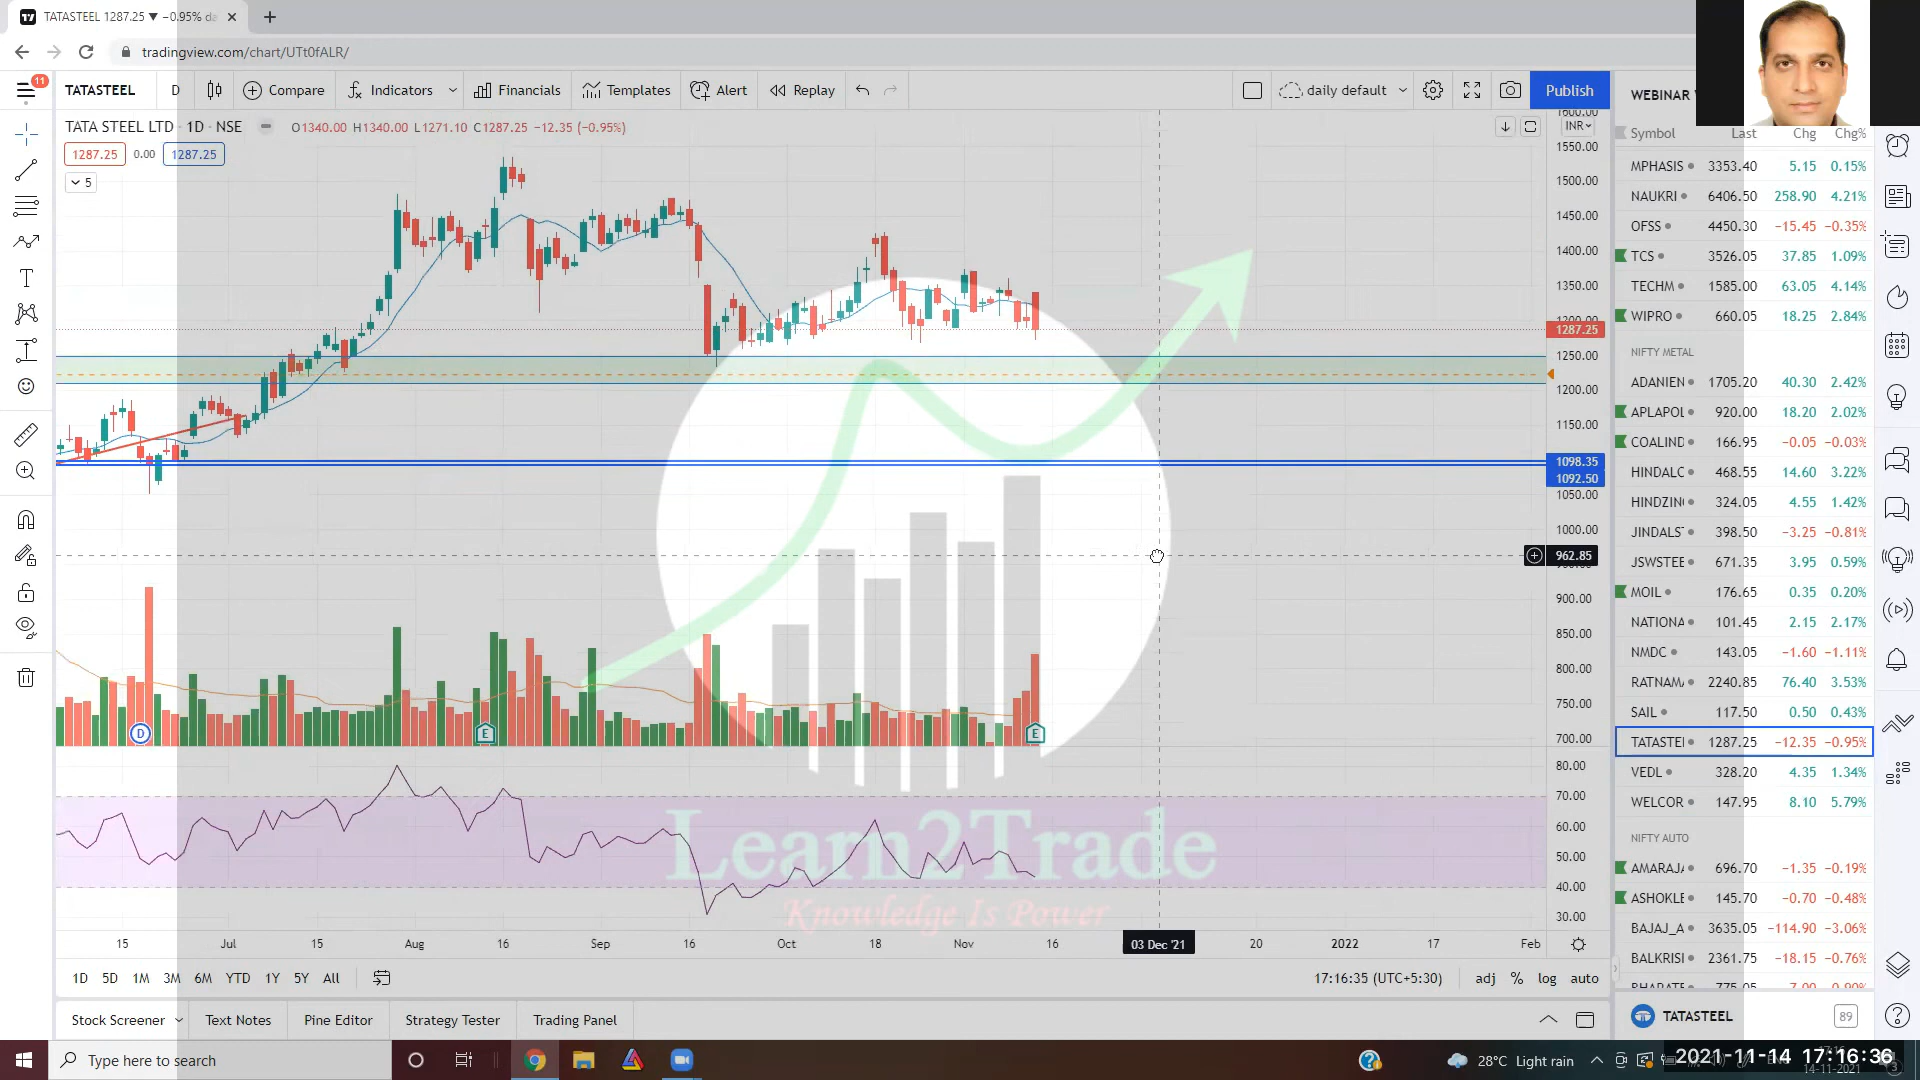 TATASTEEL 1287.25 ▼ −0.95%
tradingview.com/chart/UTt0fALR/
11
TATASTEEL D Compare Indicators Financials Templates Alert Replay daily default Publish
WEBINAR
TATA STEEL LTD · 1D · NSE O1340.00 H1340.00 L1271.10 C1287.25 −12.35 (−0.95%)
INR
1287.25 0.00 1287.25
5
1550.00
1500.00
1450.00
1400.00
1350.00
1287.25
1250.00
1200.00
1150.00
1098.35
1092.50
1050.00
1000.00
962.85
900.00
850.00
800.00
750.00
700.00
80.00
70.00
60.00
50.00
40.00
30.00
D E E
Learn2Trade
Knowledge Is Power
15 Jul 15 Aug 16 Sep 16 Oct 18 Nov 16 03 Dec '21 20 2022 17 Feb
1D 5D 1M 3M 6M YTD 1Y 5Y All
17:16:35 (UTC+5:30) adj % log auto
Stock Screener Text Notes Pine Editor Strategy Tester Trading Panel
Symbol Last Chg Chg%
MPHASIS 3353.40 5.15 0.15%
NAUKRI 6406.50 258.90 4.21%
OFSS 4450.30 −15.45 −0.35%
TCS 3526.05 37.85 1.09%
TECHM 1585.00 63.05 4.14%
WIPRO 660.05 18.25 2.84%
NIFTY METAL
ADANIEN 1705.20 40.30 2.42%
APLAPOL 920.00 18.20 2.02%
COALIND 166.95 −0.05 −0.03%
HINDALC 468.55 14.60 3.22%
HINDZIN 324.05 4.55 1.42%
JINDALS 398.50 −3.25 −0.81%
JSWSTEE 671.35 3.95 0.59%
MOIL 176.65 0.35 0.20%
NATIONA 101.45 2.15 2.17%
NMDC 143.05 −1.60 −1.11%
RATNAM 2240.85 76.40 3.53%
SAIL 117.50 0.50 0.43%
TATASTEI 1287.25 −12.35 −0.95%
VEDL 328.20 4.35 1.34%
WELCOR 147.95 8.10 5.79%
NIFTY AUTO
AMARAJ 696.70 −1.35 −0.19%
ASHOKLE 145.70 −0.70 −0.48%
BAJAJ_A 3635.05 −114.90 −3.06%
BALKRISI 2361.75 −18.15 −0.76%
TATASTEEL 89
Type here to search
28°C Light rain
2021-11-14 17:16:36
14-11-2021